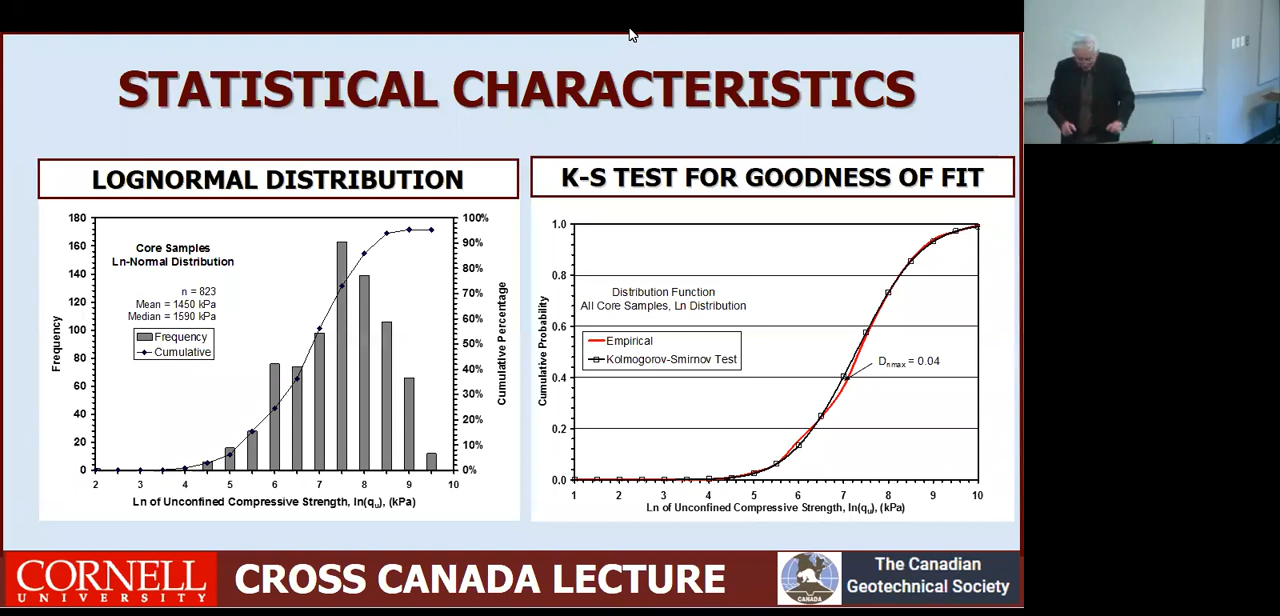 STATISTICAL CHARACTERISTICS
LOGNORMAL DISTRIBUTION
Core Samples
Ln-Normal Distribution
n = 823
Mean = 1450 kPa
Median = 1590 kPa
Frequency
Cumulative
Frequency
180
160
140
120
100
80
60
40
20
0
100%
90%
80%
70%
60%
50%
40%
30%
20%
10%
0%
Cumulative Percentage
2 3 4 5 6 7 8 9 10
Ln of Unconfined Compressive Strength, ln(qu), (kPa)
K-S TEST FOR GOODNESS OF FIT
Distribution Function
All Core Samples, Ln Distribution
Empirical
Kolmogorov-Smirnov Test
Dnmax = 0.04
Cumulative Probability
1.0
0.8
0.6
0.4
0.2
0.0
1 2 3 4 5 6 7 8 9 10
Ln of Unconfined Compressive Strength, ln(qu), (kPa)
CORNELL
UNIVERSITY
CROSS CANADA LECTURE
CANADA
The Canadian
Geotechnical Society